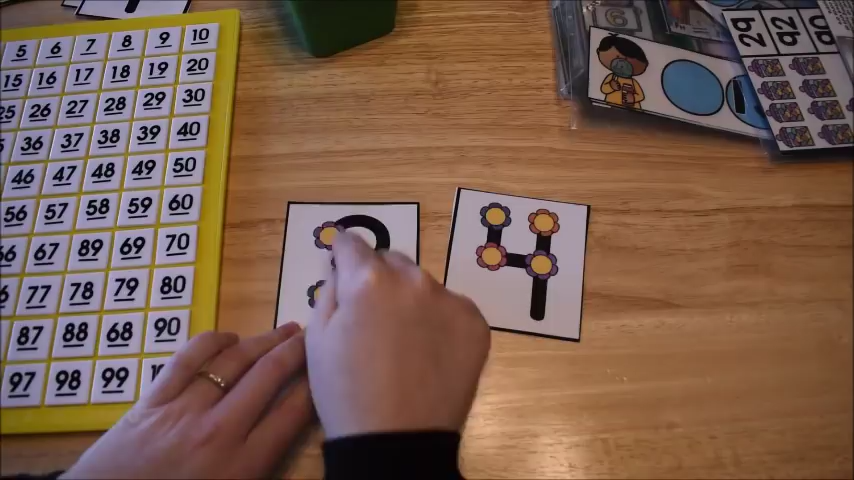 5 6 7 8 9 10
15 16 17 18 19 20
25 26 27 28 29 30
36 37 38 39 40
46 47 48 49 50
56 57 58 59 60
66 67 89 69 70
77 78 79 80
87 88 68 90
97 98 99
4
29 92